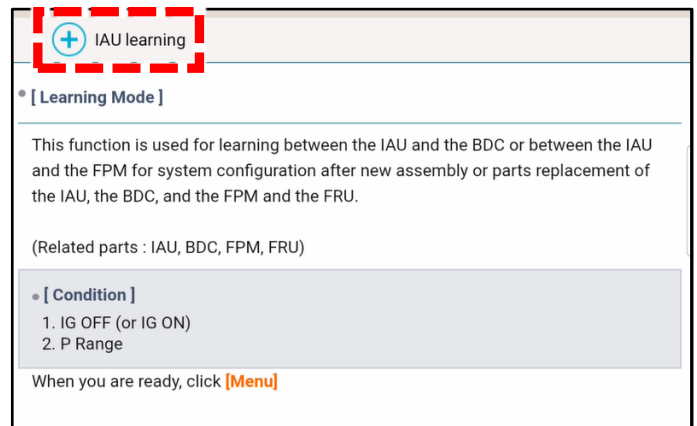 IAU learning
[ Learning Mode ]
This function is used for learning between the IAU and the BDC or between the IAU
and the FPM for system configuration after new assembly or parts replacement of
the IAU, the BDC, and the FPM and the FRU.
(Related parts : IAU, BDC, FPM, FRU)
[ Condition ]
1. IG OFF (or IG ON)
2. P Range
When you are ready, click [Menu]